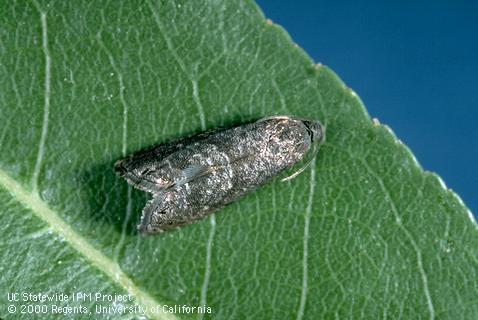 UC Statewide IPM Project
© 2000 Regents, University of California